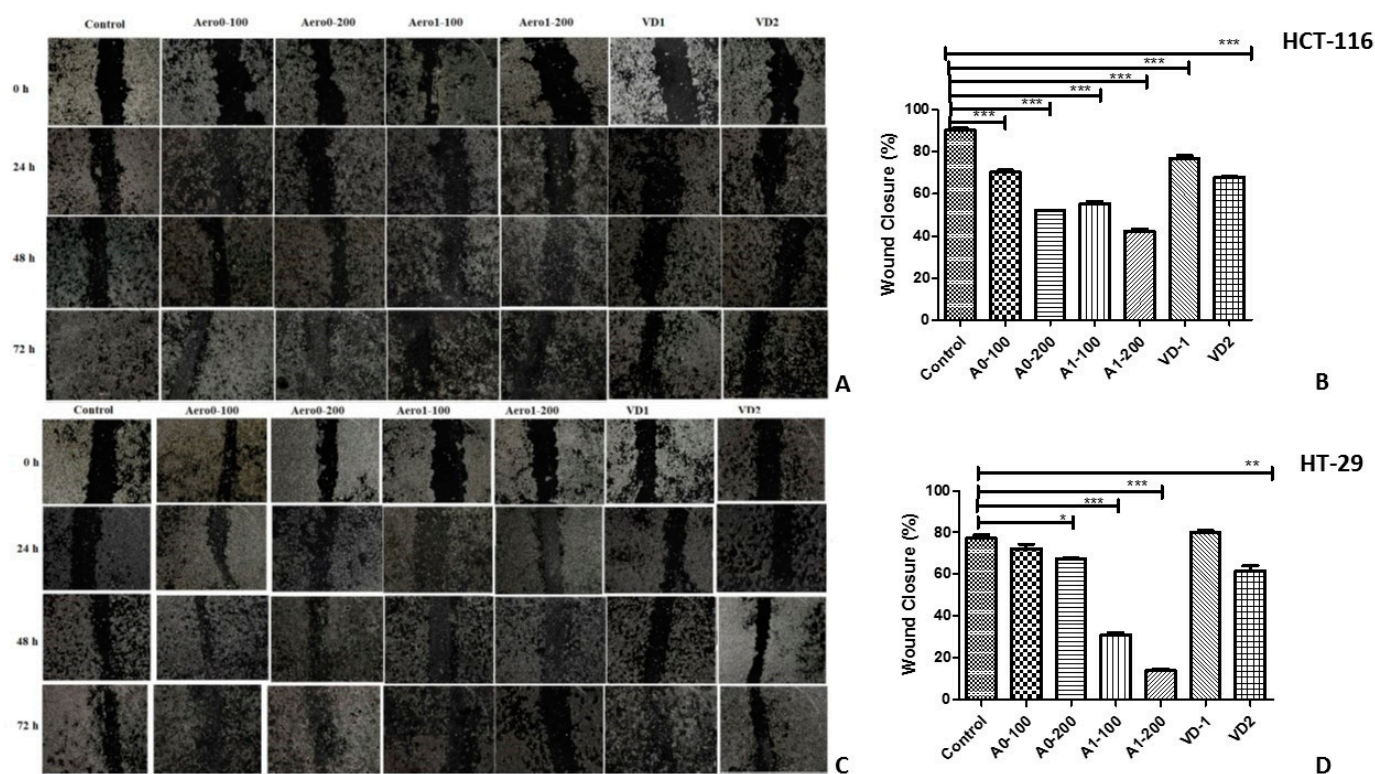 Control Aero0-100 Aero0-200 Aero1-100 Aero1-200 VD1 VD2
0 h
24 h
48 h
72 h
A
HCT-116
***
***
***
***
***
***
Wound Closure (%)
100
80
60
40
20
0
Control A0-100 A0-200 A1-100 A1-200 VD-1 VD2
B
Control Aero0-100 Aero0-200 Aero1-100 Aero1-200 VD1 VD2
0 h
24 h
48 h
72 h
C
HT-29
**
***
***
*
Wound Closure (%)
100
80
60
40
20
0
Control A0-100 A0-200 A1-100 A1-200 VD-1 VD2
D